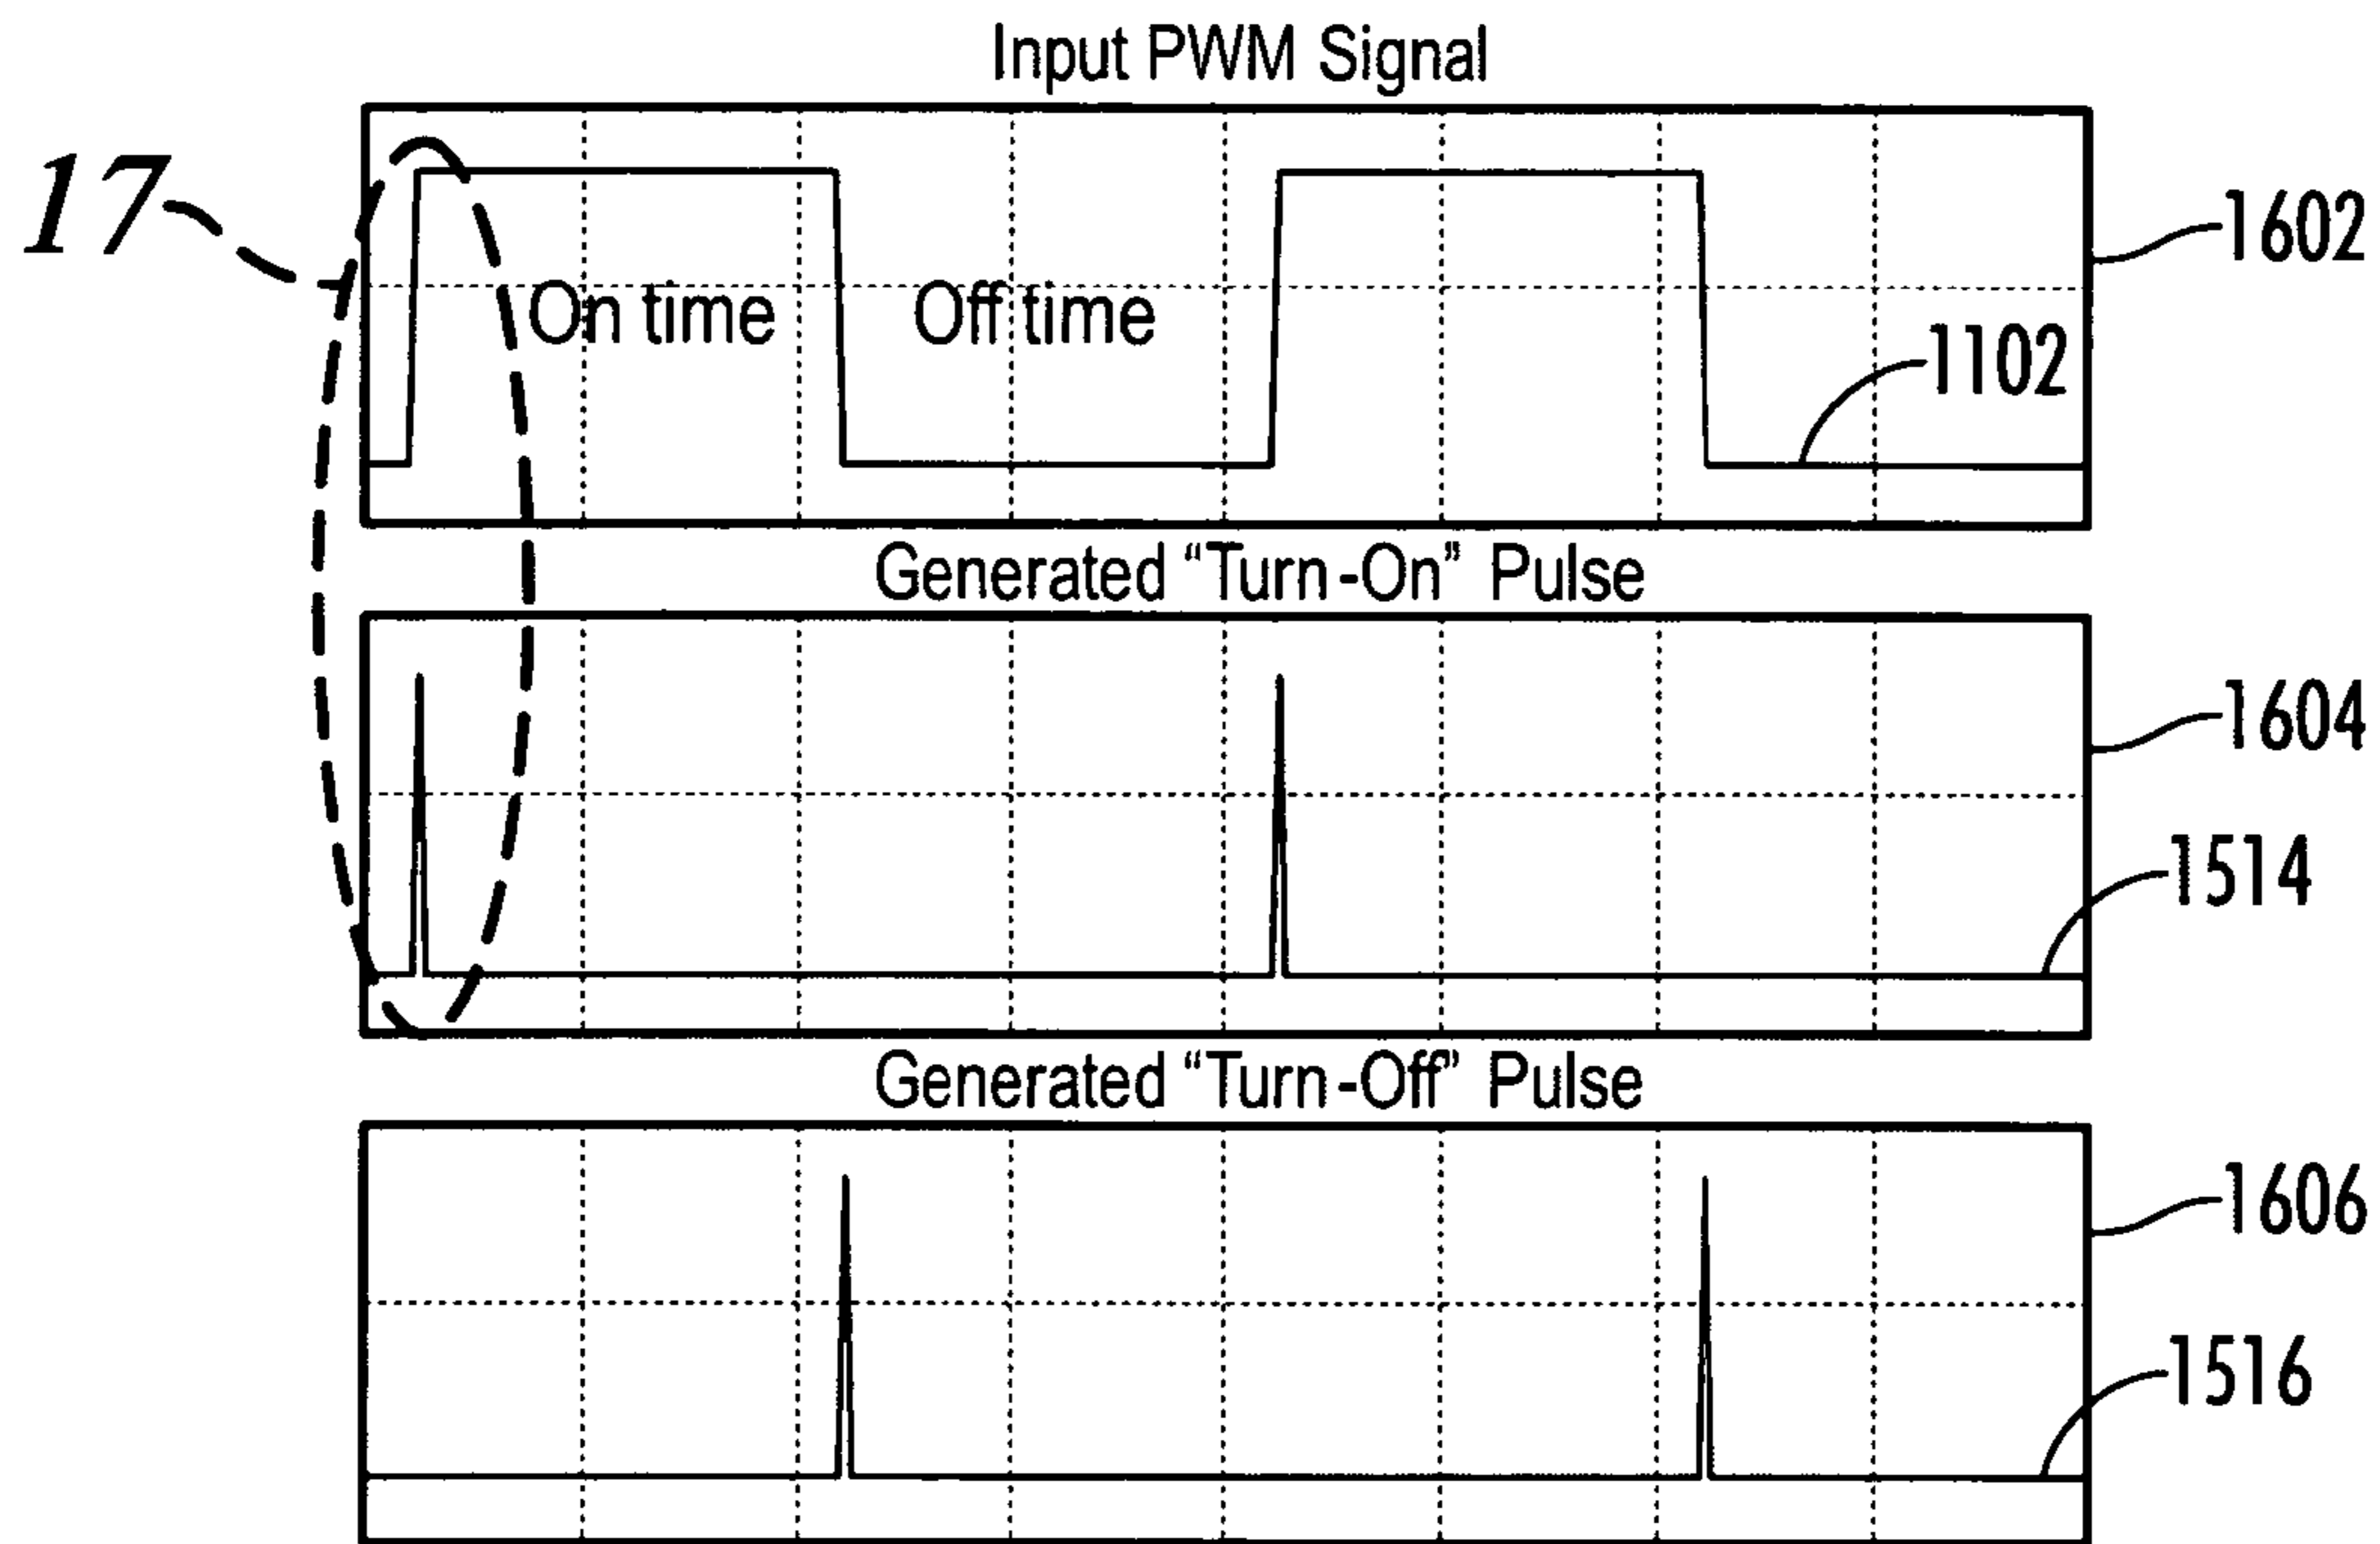 Input PWM Signal
17
1602
On time
Off time
1102
Generated “Turn-On” Pulse
1604
1514
Generated “Turn-Off” Pulse
1606
1516